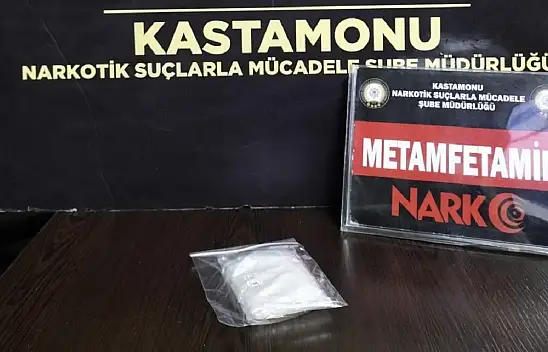 KASTAMONU
NARKOTİK SUÇLARLA MÜCADELE ŞUBE MÜDÜRLÜĞÜ
KASTAMONU
NARKOTİK SUÇLARLA MÜCADELE
ŞUBE MÜDÜRLÜĞÜ
METAMFETAMİN
NARKO